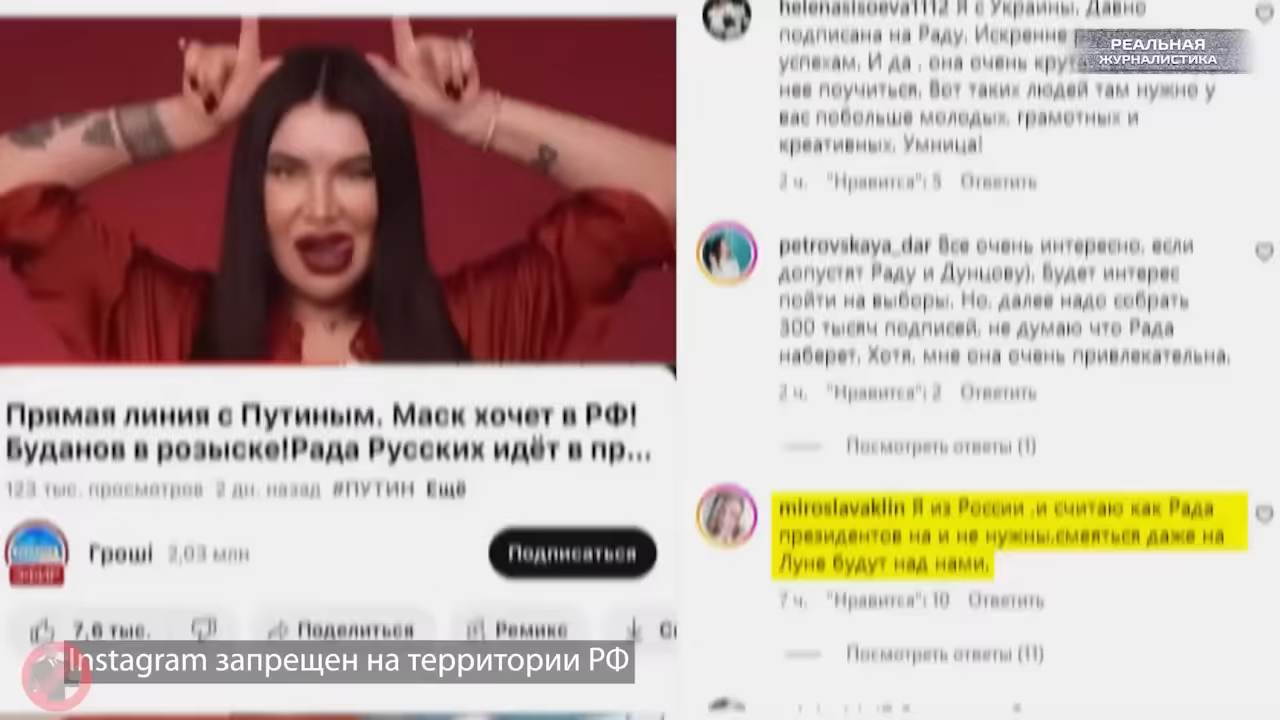 Прямая линия с Путиным. Маск хочет в РФ!
Буданов в розыске!Рада Русских идёт в пр...
123 тыс. просмотров 2 дн. назад #ПУТИН Ещё
Гроші 2,03 млн
Подписаться
7,6 тыс.
Поделиться
Ремикс
Instagram запрещен на территории РФ
РЕАЛЬНАЯ
ЖУРНАЛИСТИКА
helenasisoeva1112 Я с Украины. Давно
подписана на Раду. Искренне
успехам. И да , она очень
нее поучиться. Вот таких людей там нужно у
вас побольше молодых, грамотных и
креативных. Умница!
2 ч. "Нравится": 5 Ответить
petrovskaya_dar Все очень интересно, если
допустят Раду и Дунцову). Будет интерес
пойти на выборы. Но, далее надо собрать
300 тысяч подписей, не думаю что Рада
наберет. Хотя, мне она очень привлекательна.
2 ч. "Нравится": 2 Ответить
Посмотреть ответы (1)
miroslavaklin Я из России ,и считаю как Рада
президентов на и не нужны,смеяться даже на
Луне будут над нами,
7 ч. "Нравится": 10 Ответить
Посмотреть ответы (11)